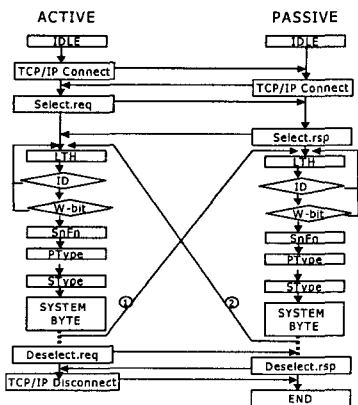 ACTIVE
IDLE
TCP/IP Connect
Select.req
LTH
ID
W-bit
SnFn
PType
SType
SYSTEM
BYTE
①
Deselect.req
TCP/IP Disconnect
PASSIVE
IDLE
TCP/IP Connect
Select.rsp
LTH
ID
W-bit
SnFn
PType
SType
SYSTEM
BYTE
②
Deselect.rsp
END